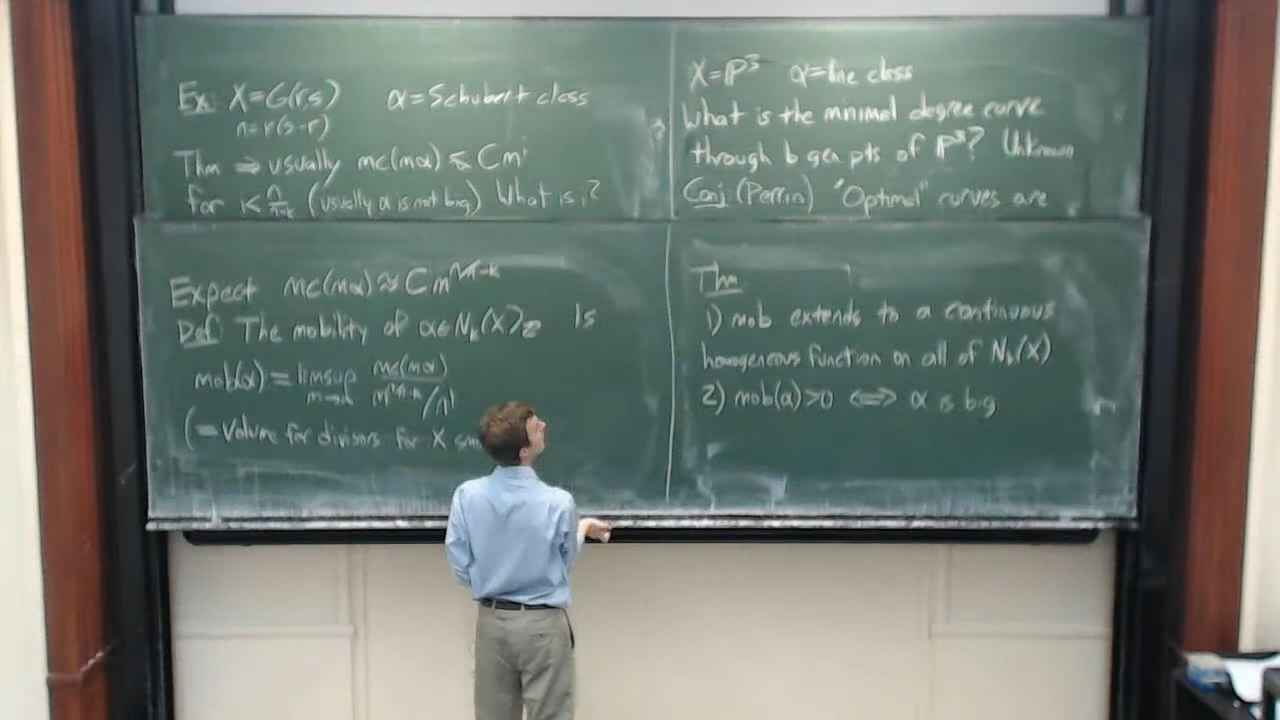 Ex: X=G(r,s) α=Schubert class
n=r(s-r)
Thm ⇒ usually mc(mα) ≤ Cm^i
for i< n/n-k (usually α is not big) What is i?
X=P³ α=line class
What is the minimal degree curve
through b gen pts of P³? Unknown
Conj (Perrin) "Optimal" curves are
Expect mc(mα) ≈ Cm^n/n-k
Def The mobility of α∈N_k(X)_Z is
mob(α) = limsup m→∞ mc(mα) / m^n/n-k /n!
(=Volume for divisors for X
Thm
1) mob extends to a continuous
homogeneous function on all of N_k(X)
2) mob(α)>0 ⇔ α is big